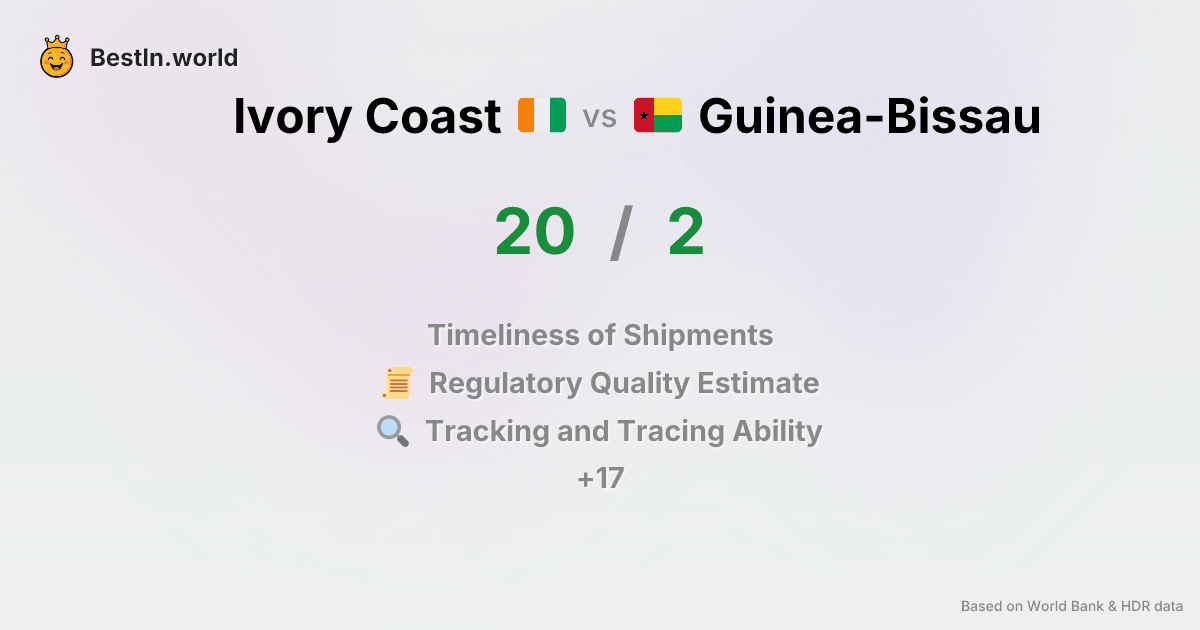 BestIn.world
Ivory Coast vs Guinea-Bissau
20 / 2
Timeliness of Shipments
Regulatory Quality Estimate
Tracking and Tracing Ability
+17
Based on World Bank & HDR data